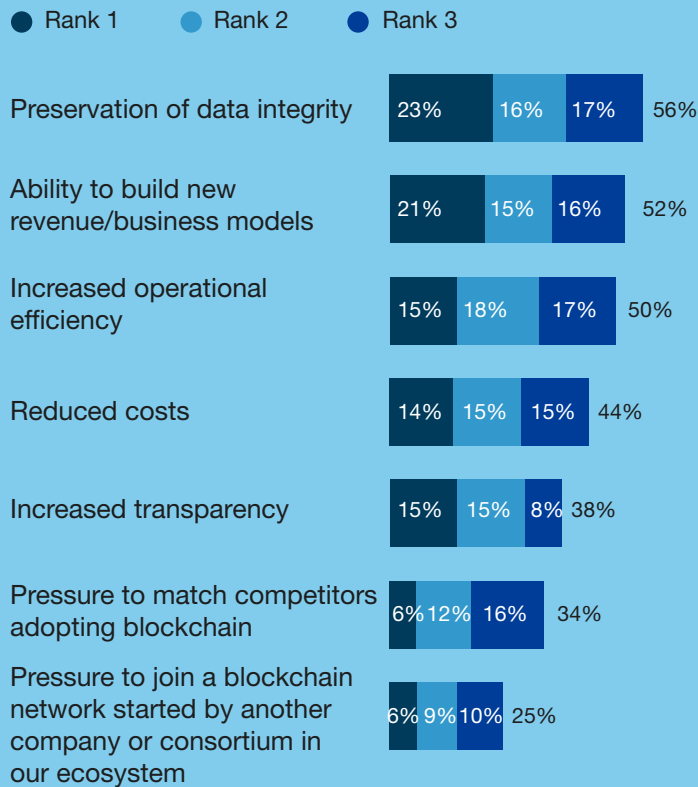 Rank 1 Rank 2 Rank 3
Preservation of data integrity 23% 16% 17% 56%
Ability to build new
revenue/business models 21% 15% 16% 52%
Increased operational
efficiency 15% 18% 17% 50%
Reduced costs 14% 15% 15% 44%
Increased transparency 15% 15% 8% 38%
Pressure to match competitors
adopting blockchain 6% 12% 16% 34%
Pressure to join a blockchain
network started by another
company or consortium in
our ecosystem 6% 9% 10% 25%